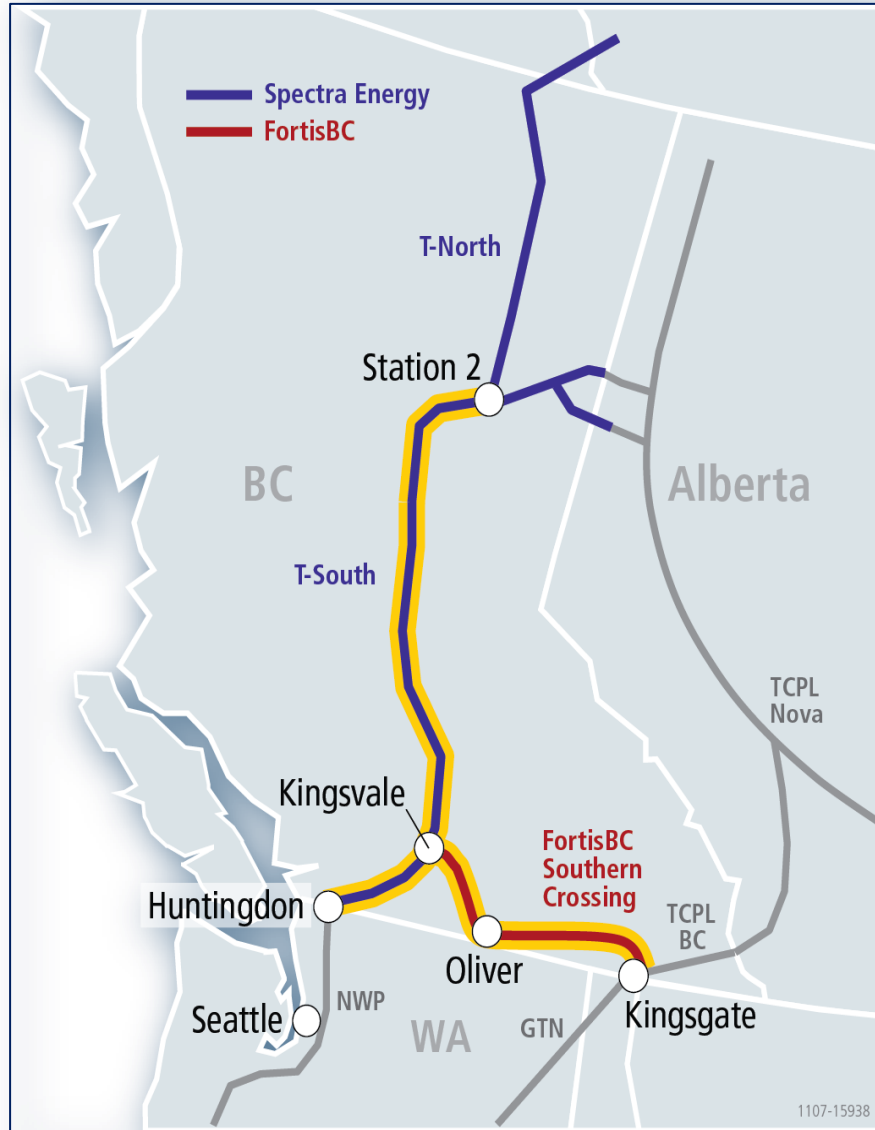 Spectra Energy
FortisBC
T-North
Station 2
BC
Alberta
T-South
TCPL
Nova
Kingsvale
FortisBC
Southern
Crossing
Huntingdon
TCPL
BC
Oliver
Seattle
NWP
WA
GTN
Kingsgate
1107-15938